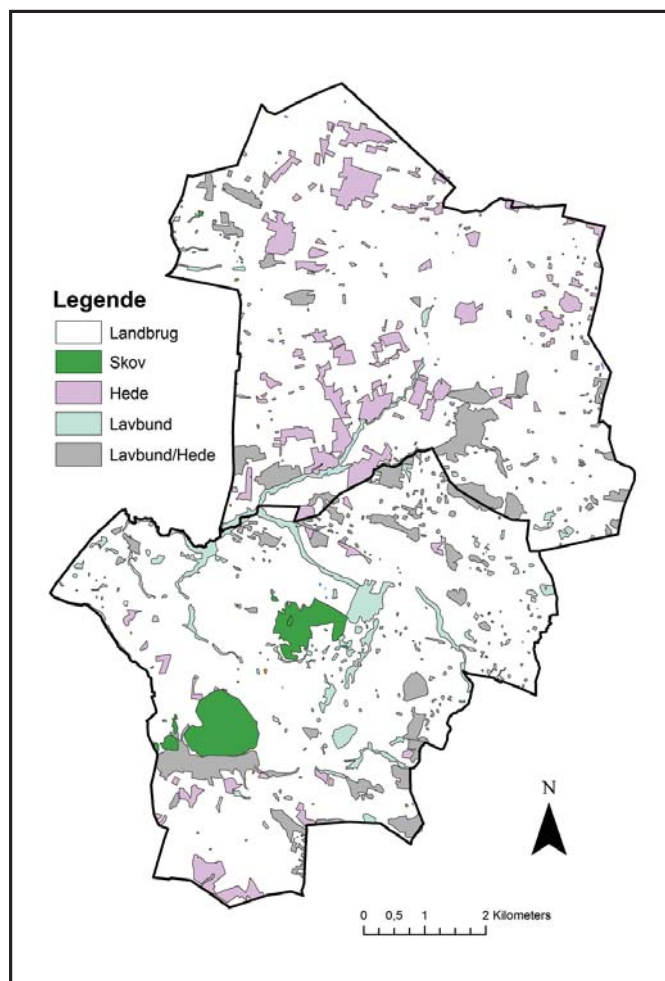 Legende
Landbrug
Skov
Hede
Lavbund
Lavbund/Hede
N
0 0,5 1 2 Kilometers